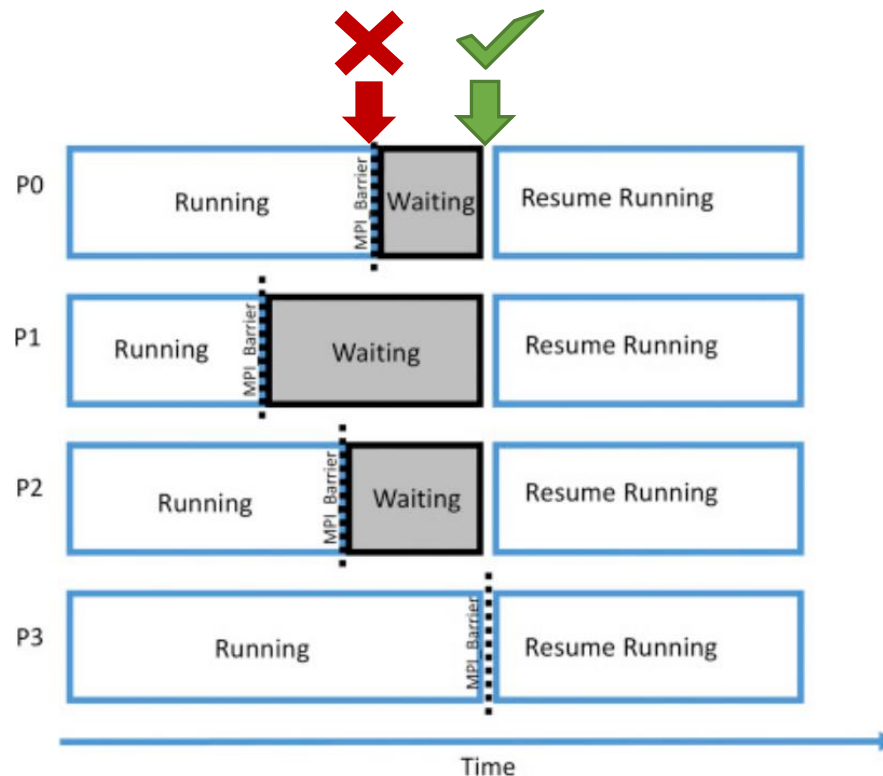 P0
Running
MPI_Barrier
Waiting
Resume Running
P1
Running
MPI_Barrier
Waiting
Resume Running
P2
Running
MPI_Barrier
Waiting
Resume Running
P3
Running
MPI_Barrier
Resume Running
Time